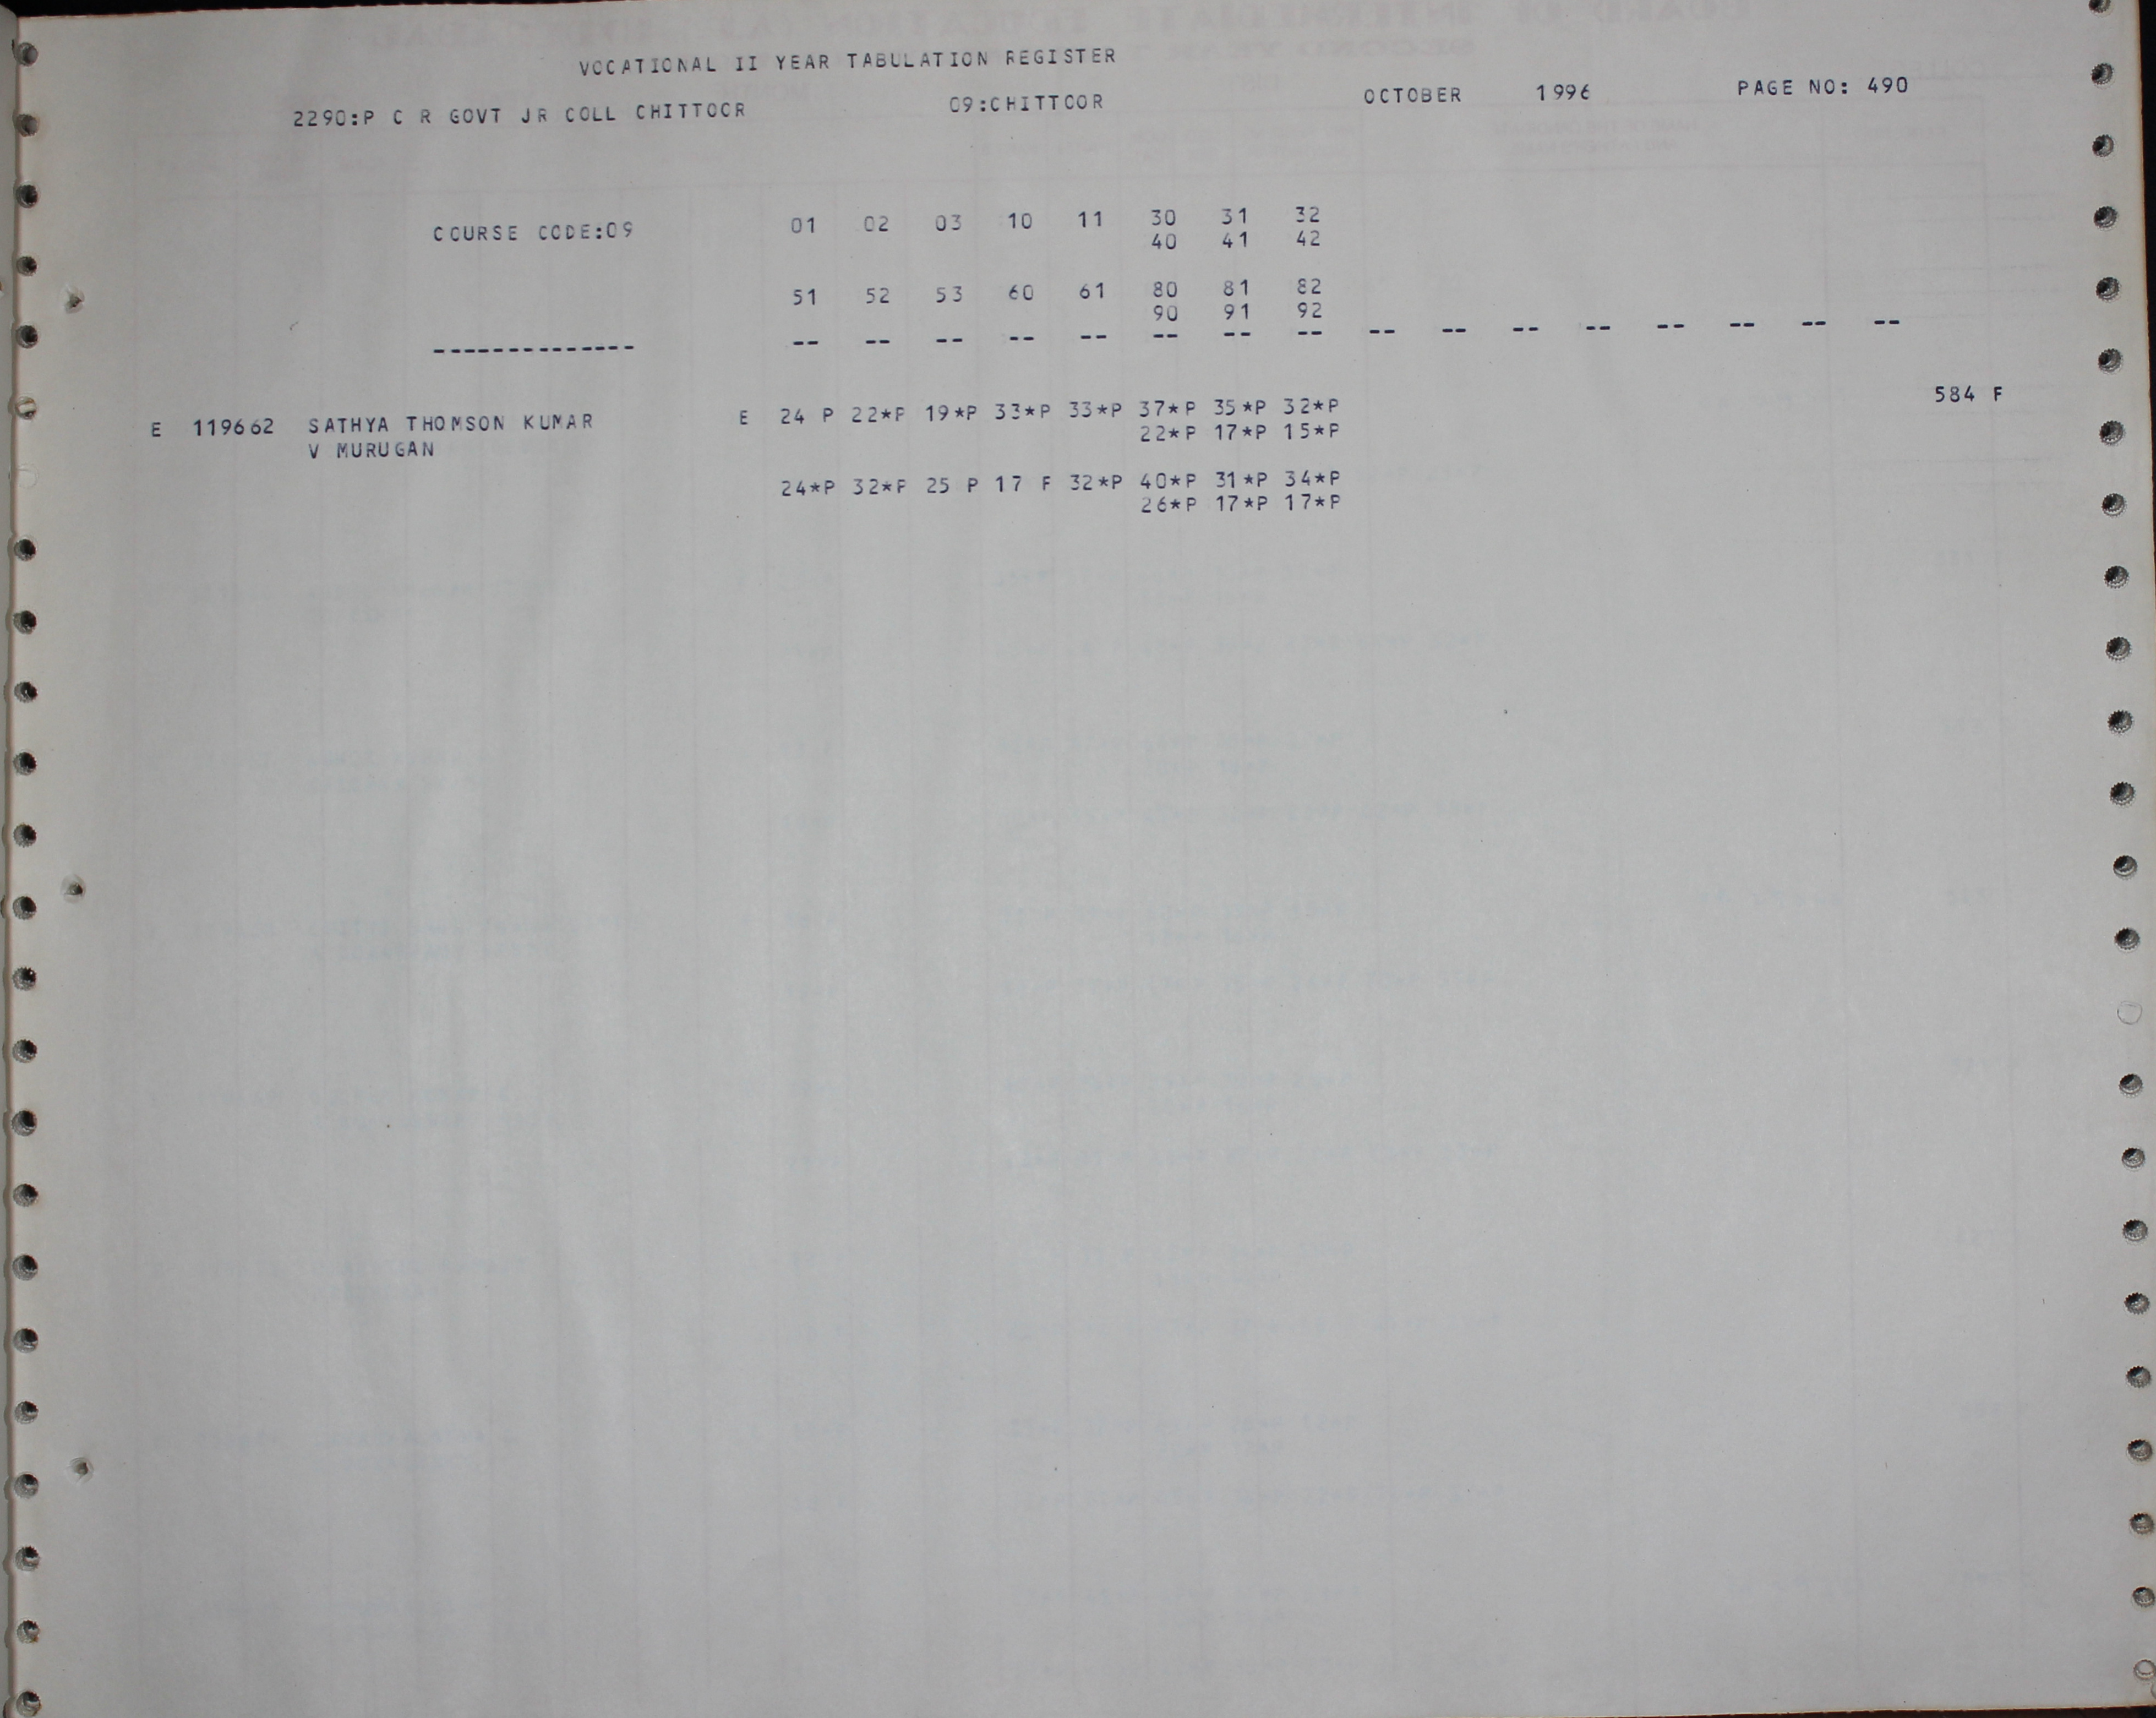 VOCATIONAL II YEAR TABULATION REGISTER
2290:P C R GOVT JR COLL CHITTOOR 09:CHITTOOR OCTOBER 1996 PAGE NO: 490
COURSE CODE:09 01 02 03 10 11 30 31 32
40 41 42
51 52 53 60 61 80 81 82
90 91 92
-------------- -- -- -- -- -- -- -- -- -- -- -- -- -- -- -- --
E 119662 SATHYA THOMSON KUMAR E 24 P 22*P 19*P 33*P 33*P 37*P 35*P 32*P 584 F
V MURUGAN 22*P 17*P 15*P
24*P 32*P 25 P 17 F 32*P 40*P 31*P 34*P
26*P 17*P 17*P